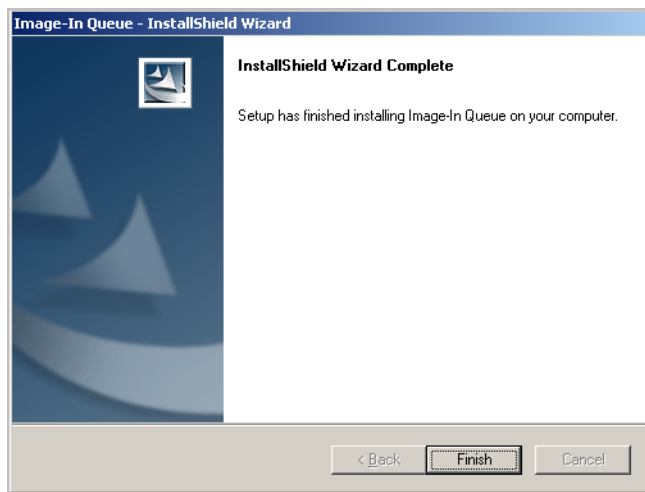 Image-In Queue - InstallShield Wizard
InstallShield Wizard Complete
Setup has finished installing Image-In Queue on your computer.
< Back
Finish
Cancel